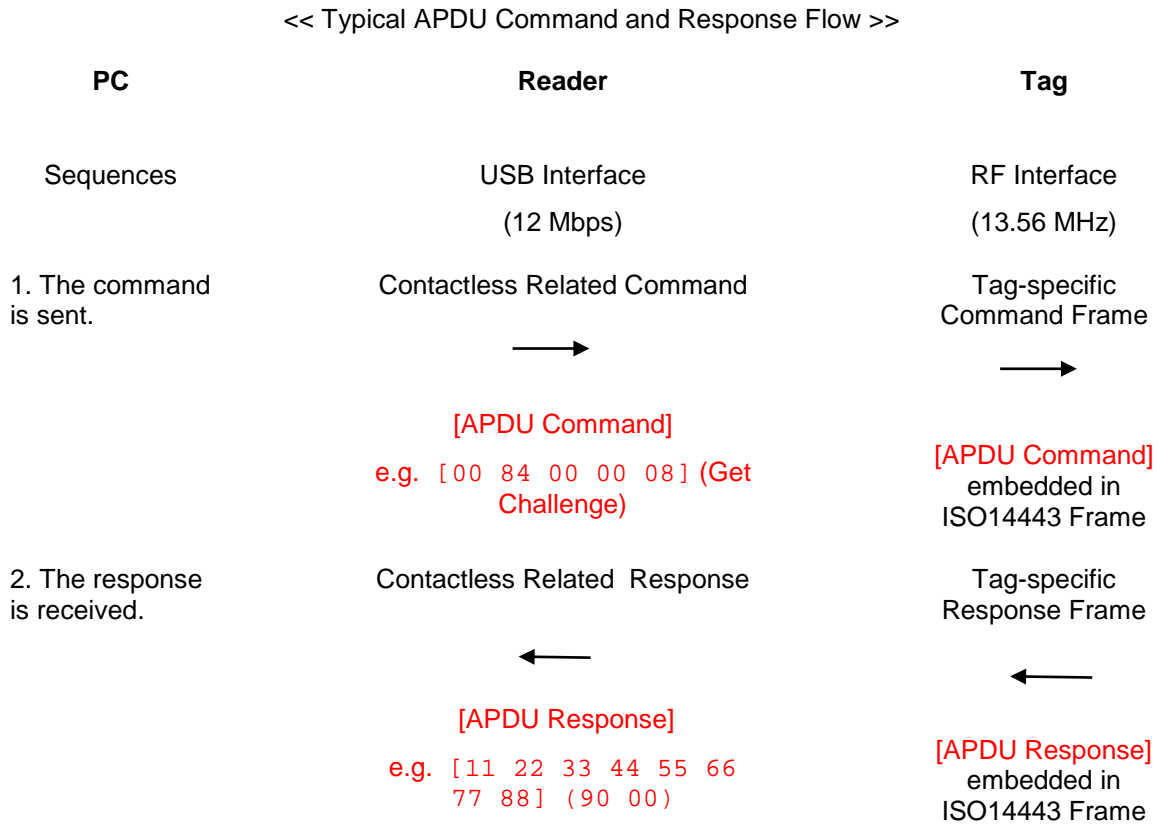 << Typical APDU Command and Response Flow >>
PC Reader Tag
Sequences USB Interface RF Interface
(12 Mbps) (13.56 MHz)
1. The command
is sent.
Contactless Related Command
Tag-specific
Command Frame
[APDU Command]
e.g. [00 84 00 00 08] (Get
Challenge)
[APDU Command]
embedded in
ISO14443 Frame
2. The response
is received.
Contactless Related Response
Tag-specific
Response Frame
[APDU Response]
e.g. [11 22 33 44 55 66
77 88] (90 00)
[APDU Response]
embedded in
ISO14443 Frame